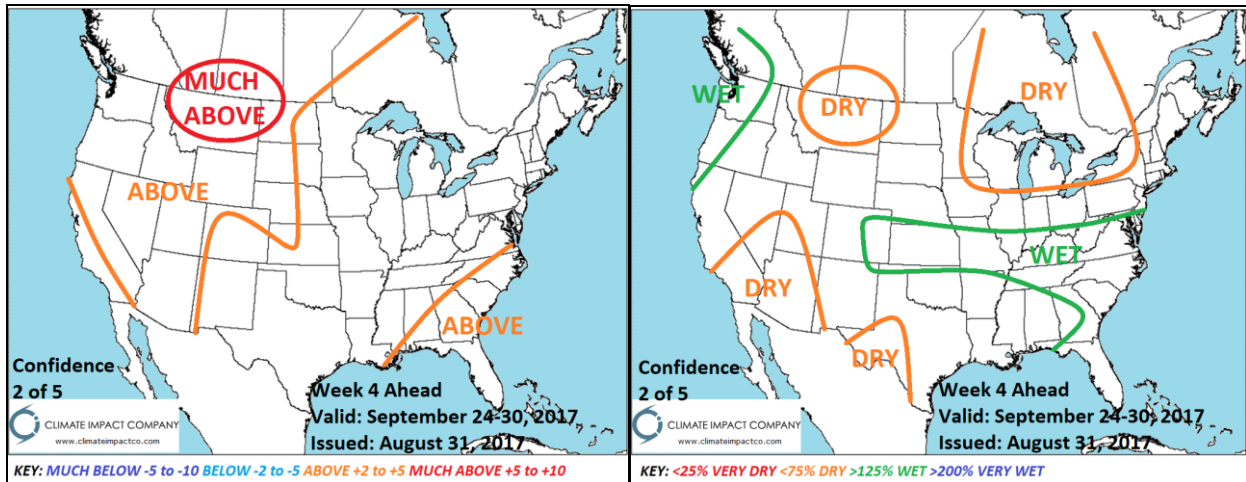 MUCH
ABOVE
ABOVE
ABOVE
Confidence
2 of 5
Week 4 Ahead
Valid: September 24-30, 2017
Issued: August 31, 2017
CLIMATE IMPACT COMPANY
www.climateimpactco.com
KEY: MUCH BELOW -5 to -10 BELOW -2 to -5 ABOVE +2 to +5 MUCH ABOVE +5 to +10
WET
DRY
DRY
WET
DRY
DRY
Confidence
2 of 5
Week 4 Ahead
Valid: September 24-30, 2017
Issued: August 31, 2017
CLIMATE IMPACT COMPANY
www.climateimpactco.com
KEY: <25% VERY DRY <75% DRY >125% WET >200% VERY WET